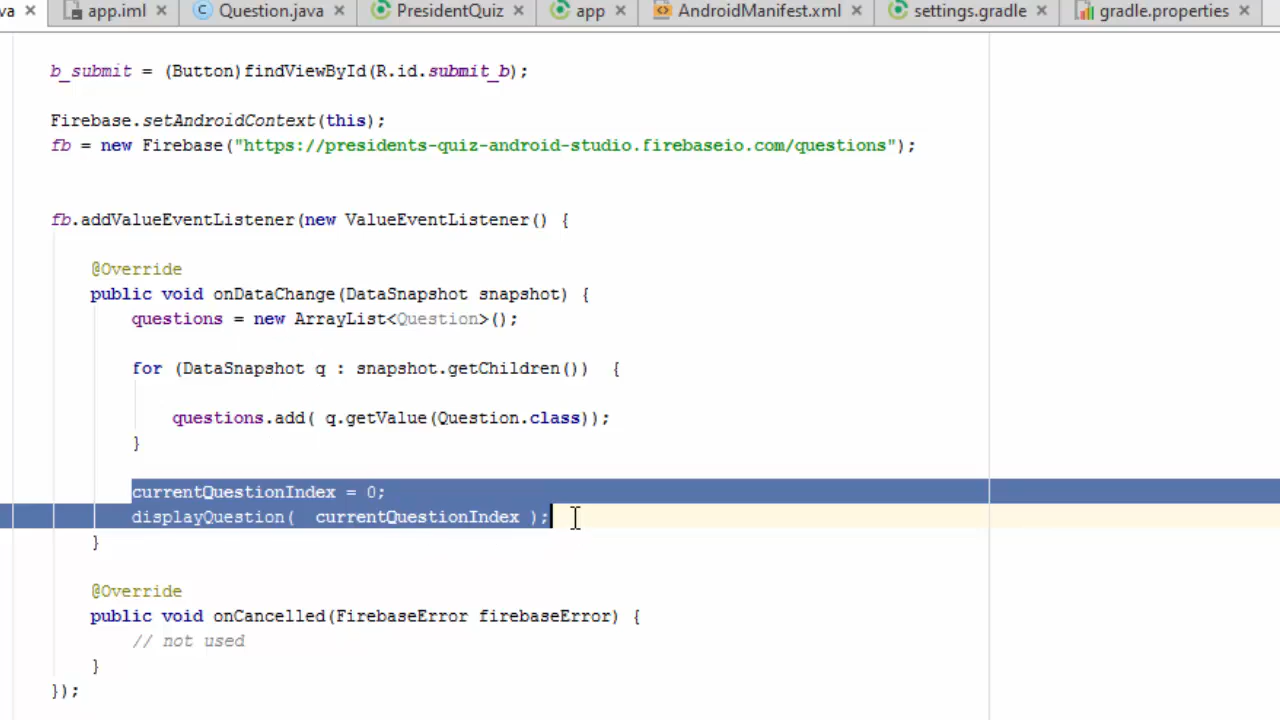 va app.iml Question.java PresidentQuiz app AndroidManifest.xml settings.gradle gradle.properties
b_submit = (Button)findViewById(R.id.submit_b);
Firebase.setAndroidContext(this);
fb = new Firebase("https://presidents-quiz-android-studio.firebaseio.com/questions");
fb.addValueEventListener(new ValueEventListener() {
@Override
public void onDataChange(DataSnapshot snapshot) {
questions = new ArrayList<Question>();
for (DataSnapshot q : snapshot.getChildren())  {
questions.add( q.getValue(Question.class));
}
currentQuestionIndex = 0;
displayQuestion(  currentQuestionIndex );
}
@Override
public void onCancelled(FirebaseError firebaseError) {
// not used
}
});